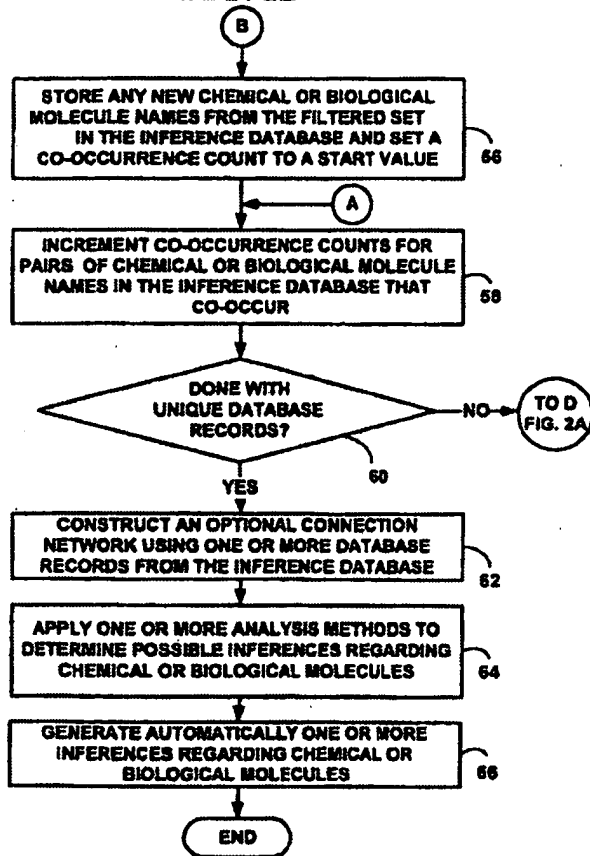 B
STORE ANY NEW CHEMICAL OR BIOLOGICAL
MOLECULE NAMES FROM THE FILTERED SET
IN THE INFERENCE DATABASE AND SET A
CO-OCCURRENCE COUNT TO A START VALUE
56
A
INCREMENT CO-OCCURRENCE COUNTS FOR
PAIRS OF CHEMICAL OR BIOLOGICAL MOLECULE
NAMES IN THE INFERENCE DATABASE THAT
CO-OCCUR
58
DONE WITH
UNIQUE DATABASE
RECORDS?
NO
TO D
FIG. 2A
60
YES
CONSTRUCT AN OPTIONAL CONNECTION
NETWORK USING ONE OR MORE DATABASE
RECORDS FROM THE INFERENCE DATABASE
62
APPLY ONE OR MORE ANALYSIS METHODS TO
DETERMINE POSSIBLE INFERENCES REGARDING
CHEMICAL OR BIOLOGICAL MOLECULES
64
GENERATE AUTOMATICALLY ONE OR MORE
INFERENCES REGARDING CHEMICAL OR
BIOLOGICAL MOLECULES
66
END